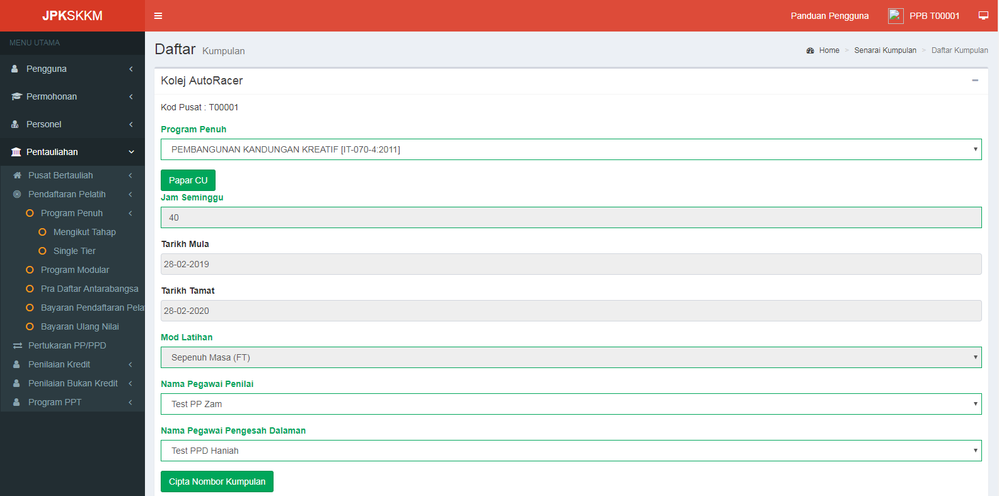 JPKSKKM
Panduan Pengguna
PPB T00001
MENU UTAMA
Pengguna
Permohonan
Personel
Pentauliahan
Pusat Bertauliah
Pendaftaran Pelatih
Program Penuh
Mengikut Tahap
Single Tier
Program Modular
Pra Daftar Antarabangsa
Bayaran Pendaftaran Pela
Bayaran Ulang Nilai
Pertukaran PP/PPD
Penilaian Kredit
Penilaian Bukan Kredit
Program PPT
Daftar Kumpulan
Home > Senarai Kumpulan > Daftar Kumpulan
Kolej AutoRacer
Kod Pusat : T00001
Program Penuh
PEMBANGUNAN KANDUNGAN KREATIF [IT-070-4:2011]
Papar CU
Jam Seminggu
40
Tarikh Mula
28-02-2019
Tarikh Tamat
28-02-2020
Mod Latihan
Sepenuh Masa (FT)
Nama Pegawai Penilai
Test PP Zam
Nama Pegawai Pengesah Dalaman
Test PPD Haniah
Cipta Nombor Kumpulan